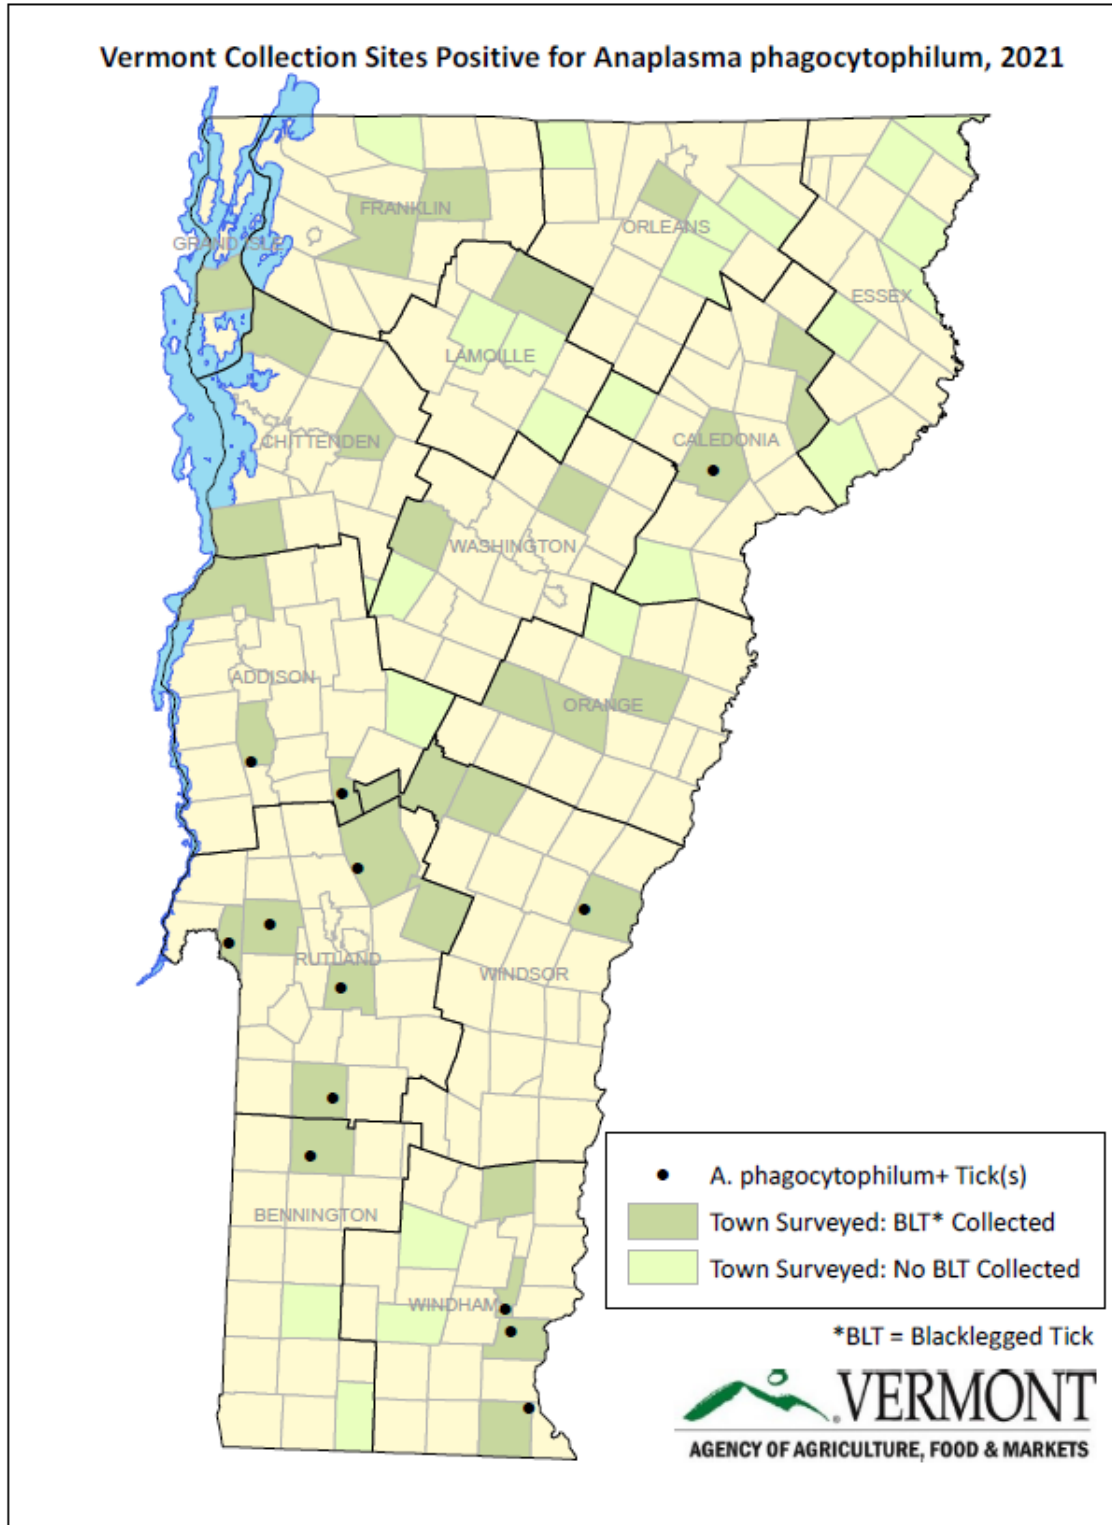 Vermont Collection Sites Positive for Anaplasma phagocytophilum, 2021
FRANKLIN
ORLEANS
GRAND ISLE
ESSEX
LAMOILLE
CHITTENDEN
CALEDONIA
WASHINGTON
ADDISON
ORANGE
RUTLAND
WINDSOR
BENNINGTON
WINDHAM
A. phagocytophilum+ Tick(s)
Town Surveyed: BLT* Collected
Town Surveyed: No BLT Collected
*BLT = Blacklegged Tick
VERMONT
AGENCY OF AGRICULTURE, FOOD & MARKETS